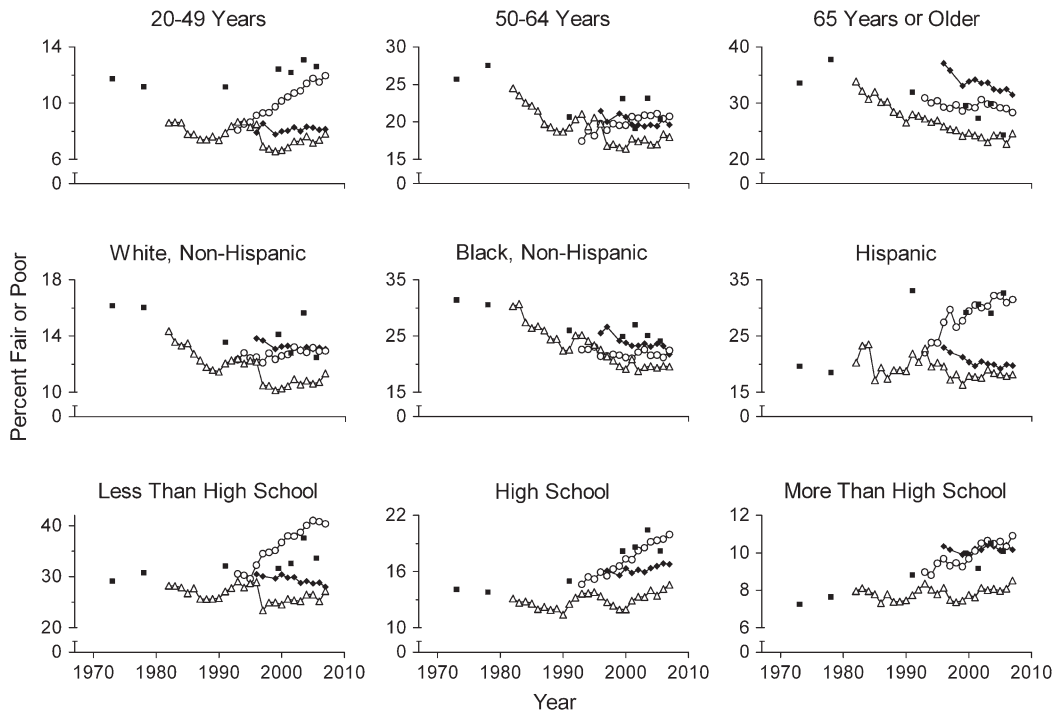 20-49 Years
50-64 Years
65 Years or Older
14
10
6
0
30
25
20
15
0
40
30
20
0
Percent Fair or Poor
White, Non-Hispanic
Black, Non-Hispanic
Hispanic
18
14
10
0
35
25
15
0
35
25
15
0
Less Than High School
High School
More Than High School
40
30
20
0
22
16
10
0
12
10
8
6
0
1970 1980 1990 2000 2010
1970 1980 1990 2000 2010
1970 1980 1990 2000 2010
Year